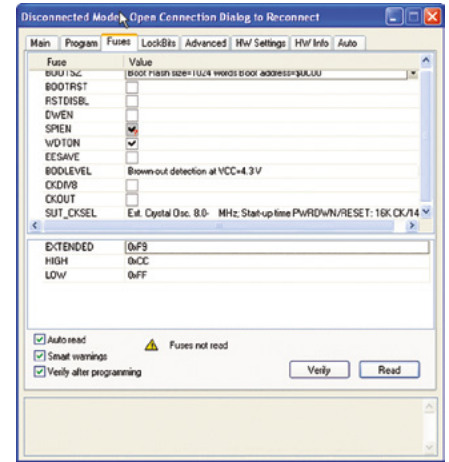 Disconnected Mode. Open Connection Dialog to Reconnect
Main Program Fuses LockBits Advanced HW Settings HW Info Auto
Fuse Value
BOOTSZ Boot Flash size=1024 words Boot address=$0C00
BOOTRST
RSTDISBL
DWEN
SPIEN
WDTON
EESAVE
BODLEVEL Brown-out detection at VCC=4.3 V
CKDIV8
CKOUT
SUT_CKSEL Ext. Crystal Osc. 8.0- MHz; Start-up time PWRDWN/RESET: 16K CK/14
EXTENDED 0xF9
HIGH 0xCC
LOW 0xFF
Auto read
Fuses not read
Smart warnings
Verify after programming
Verify Read